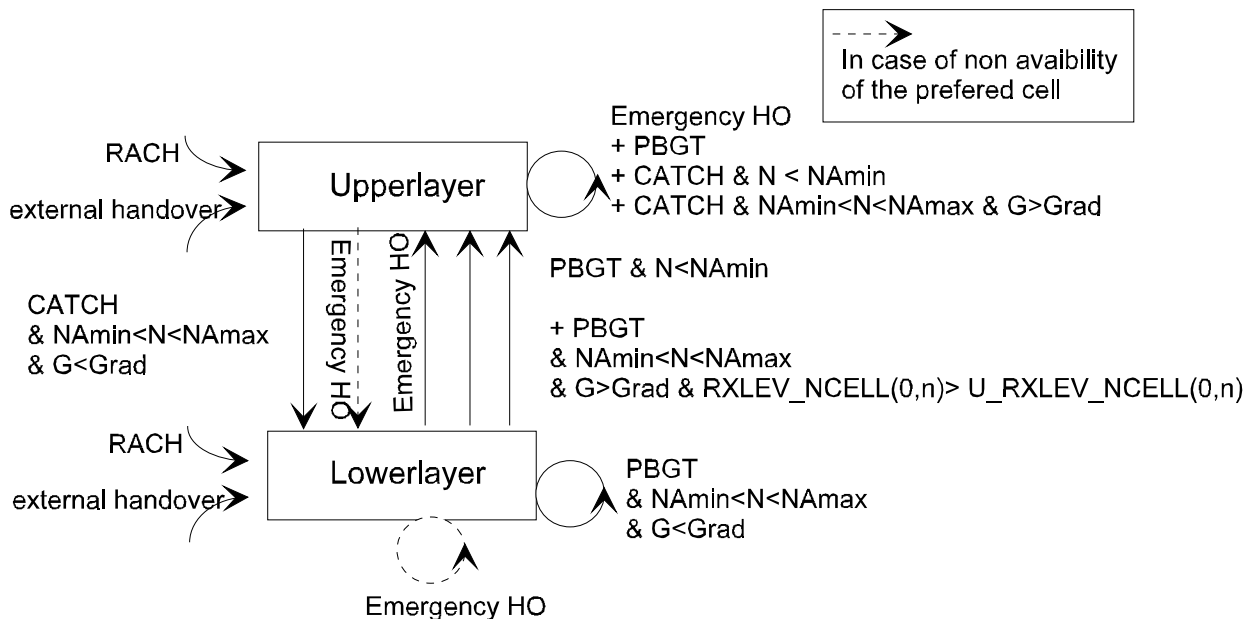 In case of non avaibility
of the prefered cell
Emergency HO
+ PBGT
+ CATCH & N < NAmin
+ CATCH & NAmin<N<NAmax & G>Grad
RACH
external handover
Upperlayer
Emergency HO
Emergency HO
PBGT & N<NAmin
CATCH
& NAmin<N<NAmax
& G<Grad
+ PBGT
& NAmin<N<NAmax
& G>Grad & RXLEV_NCELL(0,n)> U_RXLEV_NCELL(0,n)
RACH
external handover
Lowerlayer
PBGT
& NAmin<N<NAmax
& G<Grad
Emergency HO